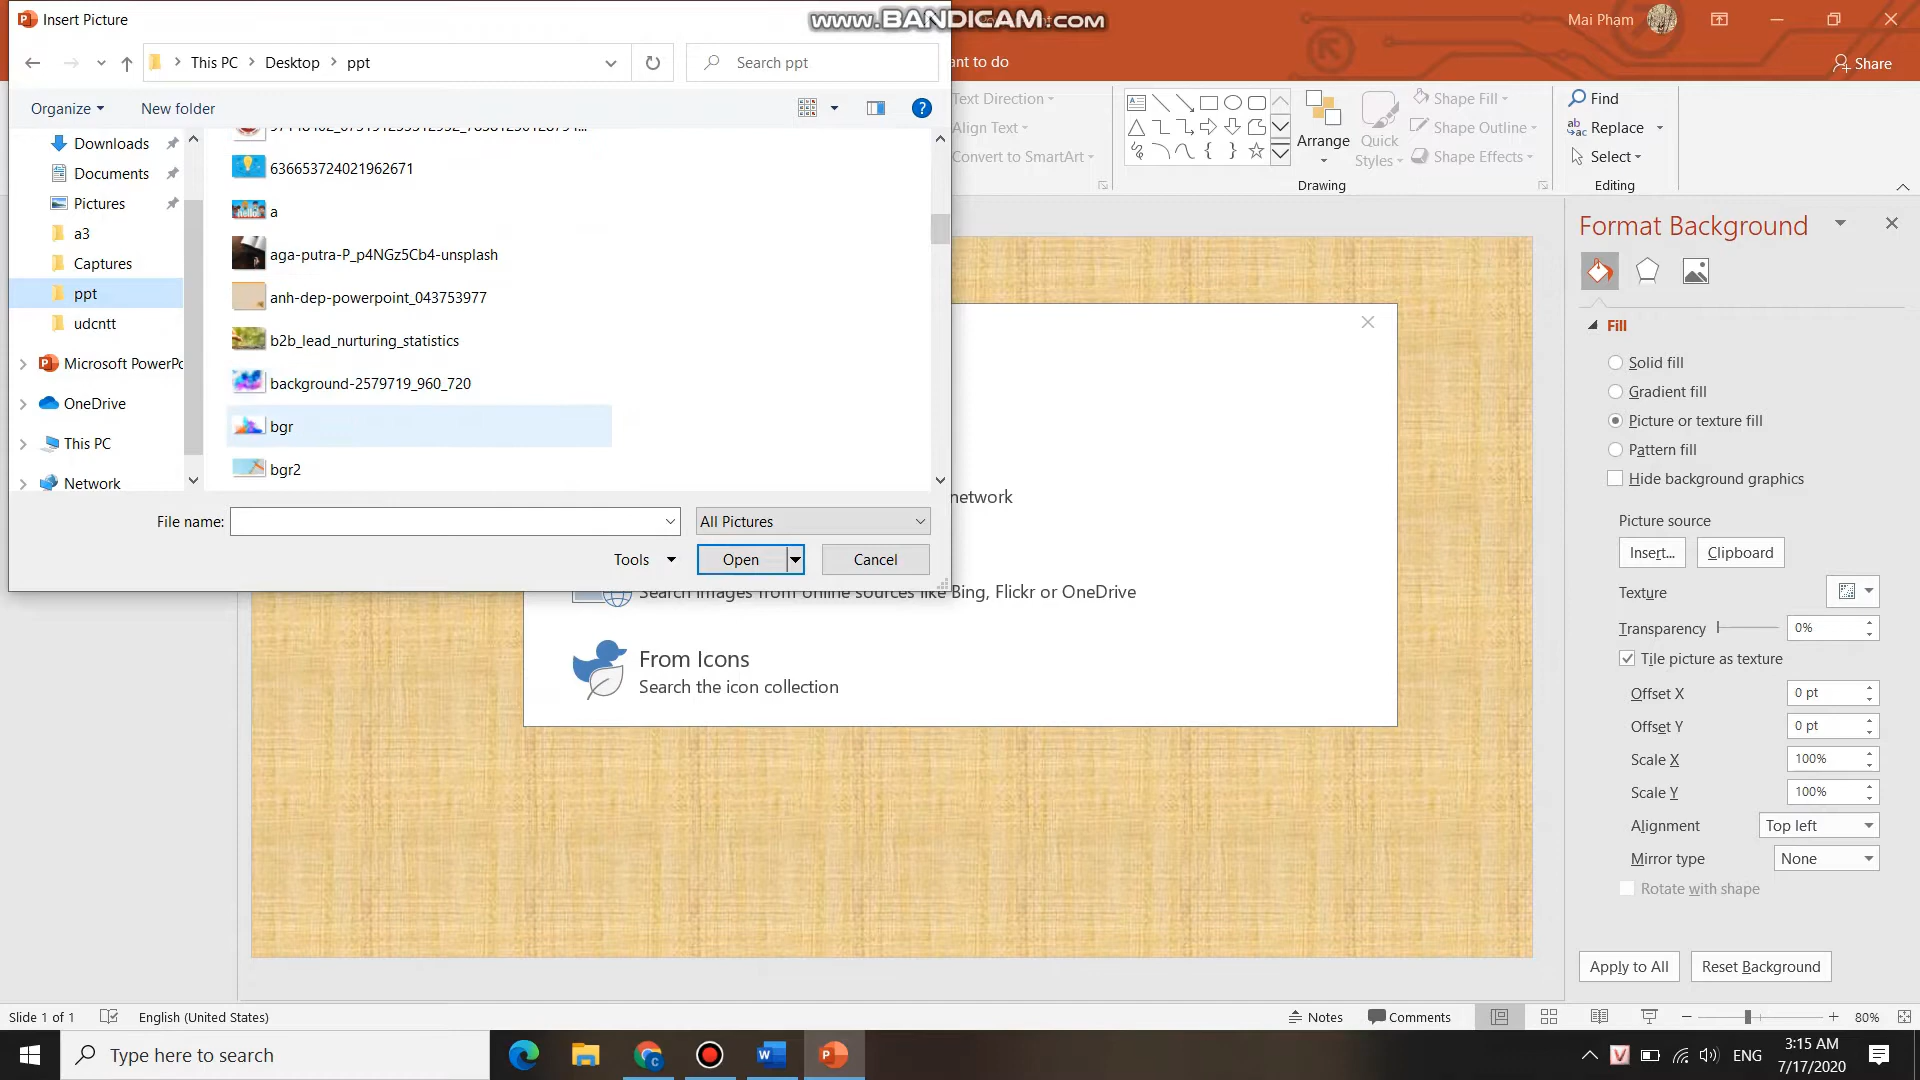 Insert Picture
www.BANDICAM.COM
Mai Pham
This PC
Desktop
ppt
Search ppt
ant to do
Share
Organize
New folder
Text Direction
Align Text
Convert to SmartArt
Arrange
Quick
Styles
Shape Fill
Shape Outline
Shape Effects
Drawing
Find
Replace
Select
Editing
Downloads
Documents
Pictures
a3
Captures
ppt
udcntt
Microsoft PowerPo
OneDrive
This PC
Network
636653724021962671
a
aga-putra-P_p4NGz5Cb4-unsplash
anh-dep-powerpoint_043753977
b2b_lead_nurturing_statistics
background-2579719_960_720
bgr
bgr2
File name:
All Pictures
Tools
Open
Cancel
network
Search images from online sources like Bing, Flickr or OneDrive
From Icons
Search the icon collection
Format Background
Fill
Solid fill
Gradient fill
Picture or texture fill
Pattern fill
Hide background graphics
Picture source
Insert...
Clipboard
Texture
Transparency
0%
Tile picture as texture
Offset X
0 pt
Offset Y
0 pt
Scale X
100%
Scale Y
100%
Alignment
Top left
Mirror type
None
Rotate with shape
Apply to All
Reset Background
Slide 1 of 1
English (United States)
Notes
Comments
80%
Type here to search
ENG
3:15 AM
7/17/2020